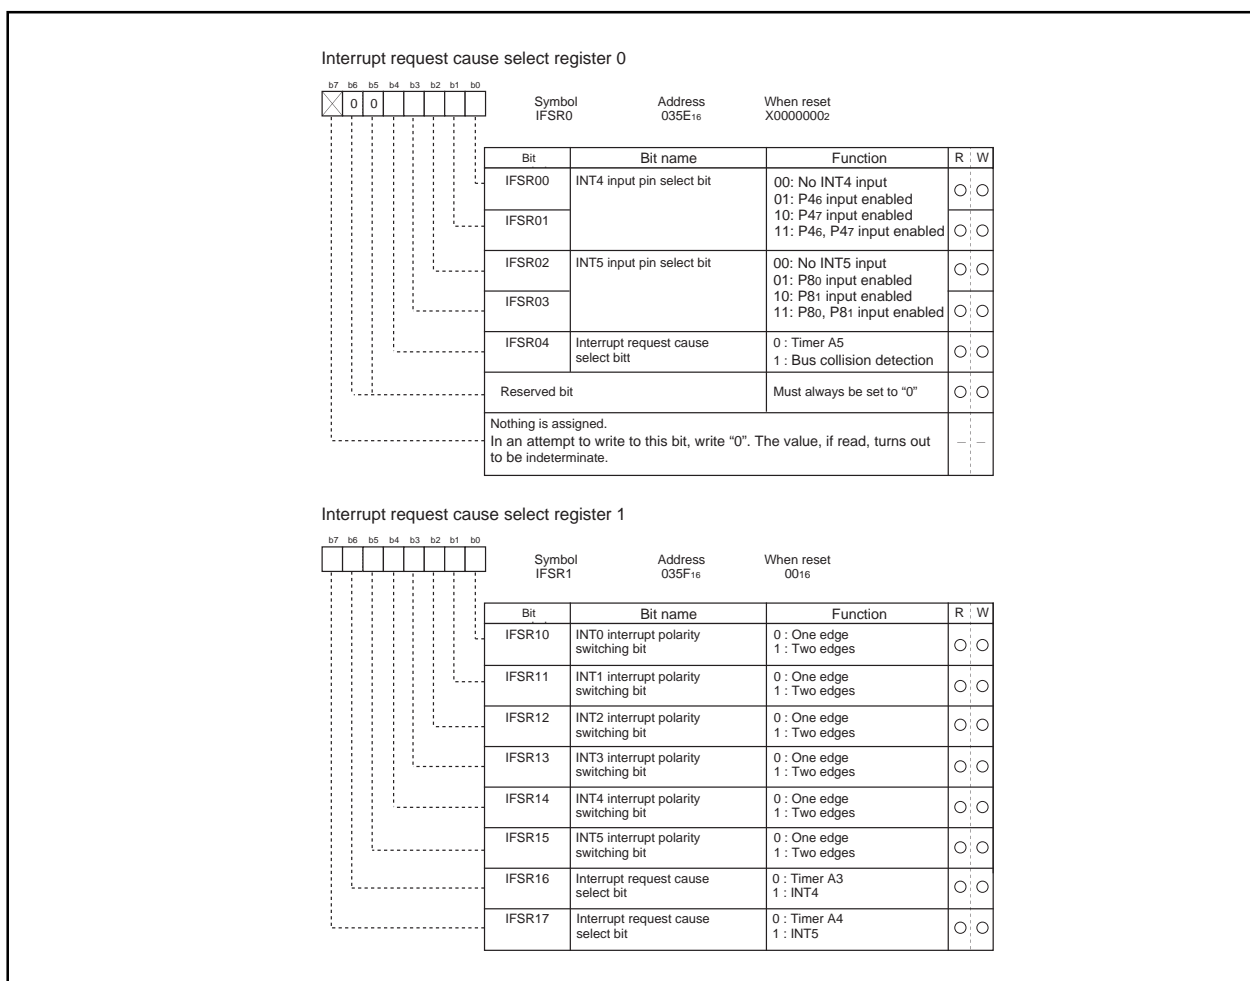 Interrupt request cause select register 0
b7 b6 b5 b4 b3 b2 b1 b0
0 0
Symbol Address When reset
IFSR0 035E16 X00000002
Bit Bit name Function R W
IFSR00 INT4 input pin select bit 00: No INT4 input
01: P46 input enabled
IFSR01 10: P47 input enabled
11: P46, P47 input enabled
IFSR02 INT5 input pin select bit 00: No INT5 input
01: P80 input enabled
IFSR03 10: P81 input enabled
11: P80, P81 input enabled
IFSR04 Interrupt request cause 0 : Timer A5
select bitt 1 : Bus collision detection
Reserved bit Must always be set to “0”
Nothing is assigned.
In an attempt to write to this bit, write “0”. The value, if read, turns out – –
to be indeterminate.
Interrupt request cause select register 1
b7 b6 b5 b4 b3 b2 b1 b0
Symbol Address When reset
IFSR1 035F16 0016
Bit Bit name Function R W
IFSR10 INT0 interrupt polarity 0 : One edge
switching bit 1 : Two edges
IFSR11 INT1 interrupt polarity 0 : One edge
switching bit 1 : Two edges
IFSR12 INT2 interrupt polarity 0 : One edge
switching bit 1 : Two edges
IFSR13 INT3 interrupt polarity 0 : One edge
switching bit 1 : Two edges
IFSR14 INT4 interrupt polarity 0 : One edge
switching bit 1 : Two edges
IFSR15 INT5 interrupt polarity 0 : One edge
switching bit 1 : Two edges
IFSR16 Interrupt request cause 0 : Timer A3
select bit 1 : INT4
IFSR17 Interrupt request cause 0 : Timer A4
select bit 1 : INT5